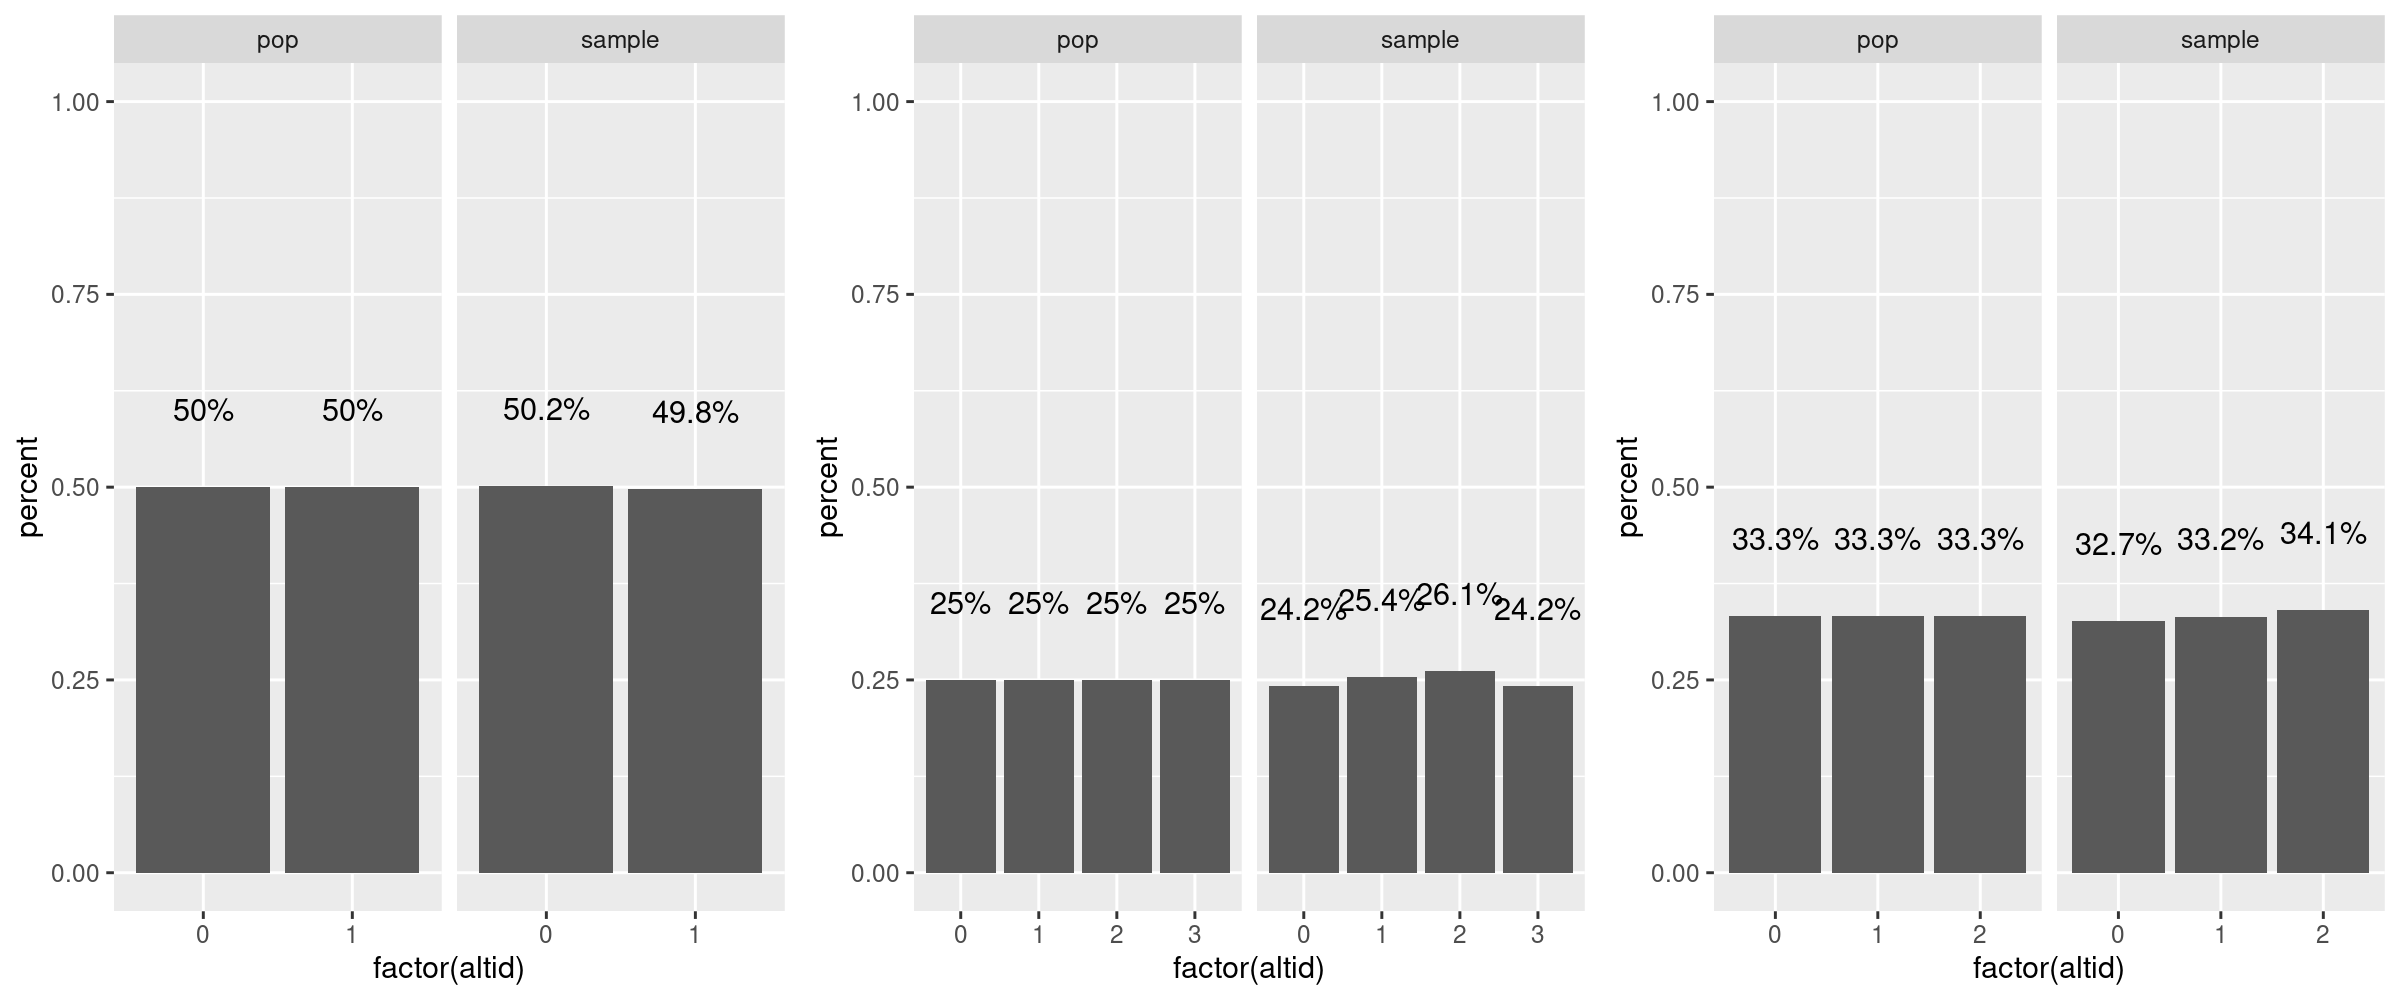 pop sample
1.00
0.75
0.50
0.25
0.00
percent
50% 50% 50.2% 49.8%
0 1 0 1
factor(altid)
pop sample
1.00
0.75
0.50
0.25
0.00
percent
25% 25% 25% 25% 24.2% 25.4% 26.1% 24.2%
0 1 2 3 0 1 2 3
factor(altid)
pop sample
1.00
0.75
0.50
0.25
0.00
percent
33.3% 33.3% 33.3% 32.7% 33.2% 34.1%
0 1 2 0 1 2
factor(altid)